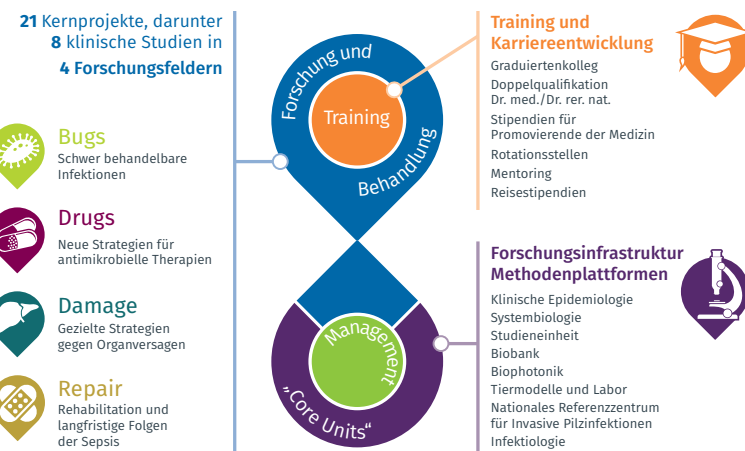 21 Kernprojekte, darunter
8 klinische Studien in
4 Forschungsfeldern
Bugs
Schwer behandelbare
Infektionen
Drugs
Neue Strategien für
antimikrobielle Therapien
Damage
Gezielte Strategien
gegen Organversagen
Repair
Rehabilitation und
langfristige Folgen
der Sepsis
Forschung und
Training
Behandlung
Management
„Core Units“
Training und
Karriereentwicklung
Graduiertenkolleg
Doppelqualifikation
Dr. med./Dr. rer. nat.
Stipendien für
Promovierende der Medizin
Rotationsstellen
Mentoring
Reisestipendien
Forschungsinfrastruktur
Methodenplattformen
Klinische Epidemiologie
Systembiologie
Studieneinheit
Biobank
Biophotonik
Tiermodelle und Labor
Nationales Referenzzentrum
für Invasive Pilzinfektionen
Infektiologie